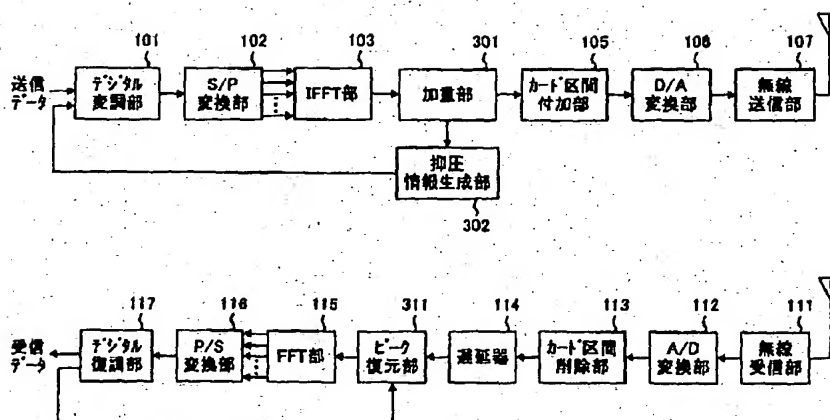 101
102
103
301
105
106
107
送信
データ
デジタル
変調部
S/P
変換部
IFFT部
加重部
カード区間
付加部
D/A
変換部
無線
送信部
抑圧
情報生成部
302
117
116
115
311
114
113
112
111
受信
データ
デジタル
復調部
P/S
変換部
FFT部
ピーク
復元部
遅延器
カード区間
削除部
A/D
変換部
無線
受信部